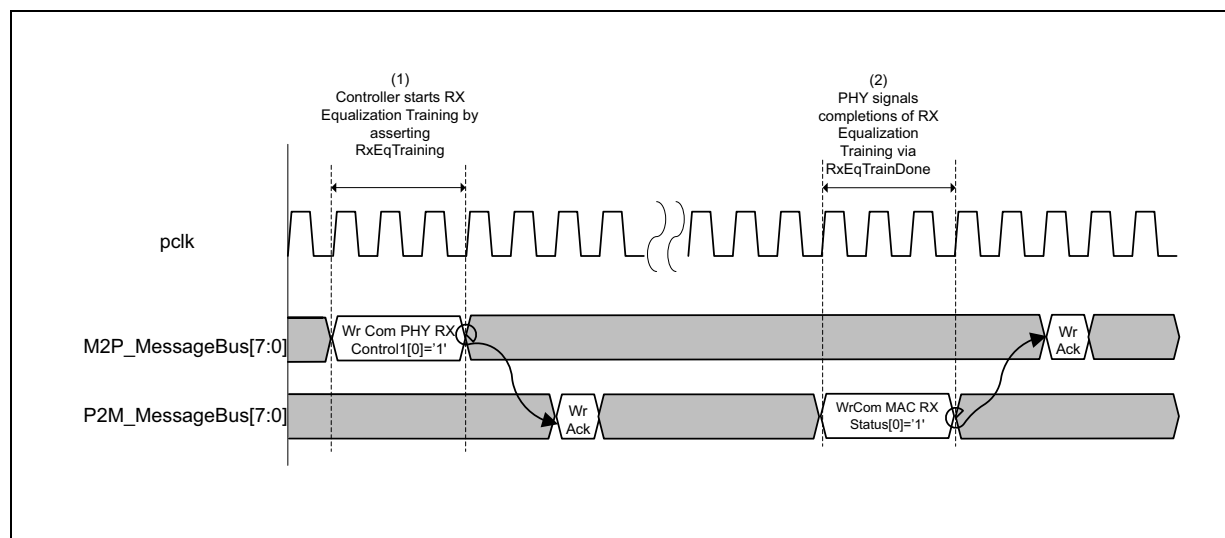 (1)
Controller starts RX
Equalization Training by
asserting
RxEqTraining
(2)
PHY signals
completions of RX
Equalization
Training via
RxEqTrainDone
pclk
M2P_MessageBus[7:0]
Wr Com PHY RX
Control1[0]='1'
Wr
Ack
P2M_MessageBus[7:0]
Wr
Ack
WrCom MAC RX
Status[0]='1'